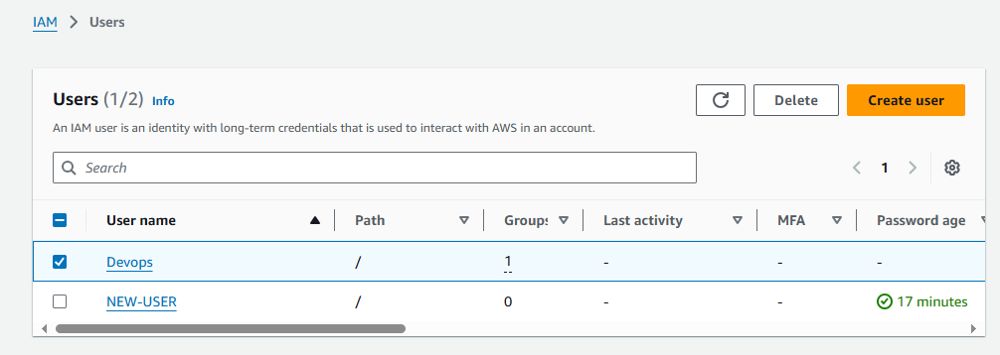 IAM > Users
Users (1/2) Info
Delete
Create user
An IAM user is an identity with long-term credentials that is used to interact with AWS in an account.
Search
1
User name Path Groups Last activity MFA Password age
Devops / 1 - - -
NEW-USER / 0 - - 17 minutes